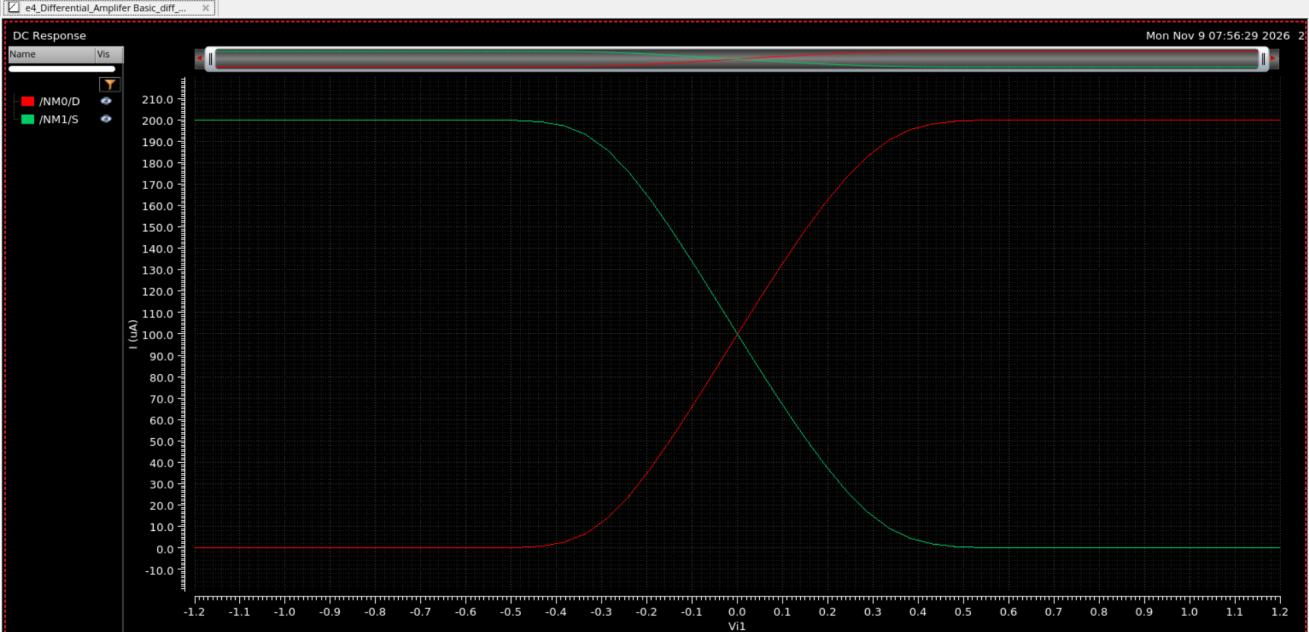 e4_Differential_Amplifer Basic_diff_...
DC Response
Mon Nov 9 07:56:29 2026 2
Name Vis
/NM0/D
/NM1/S
210.0
200.0
190.0
180.0
170.0
160.0
150.0
140.0
130.0
120.0
110.0
100.0
90.0
80.0
70.0
60.0
50.0
40.0
30.0
20.0
10.0
0.0
-10.0
I (uA)
-1.2 -1.1 -1.0 -0.9 -0.8 -0.7 -0.6 -0.5 -0.4 -0.3 -0.2 -0.1 0.0 0.1 0.2 0.3 0.4 0.5 0.6 0.7 0.8 0.9 1.0 1.1 1.2
Vi1